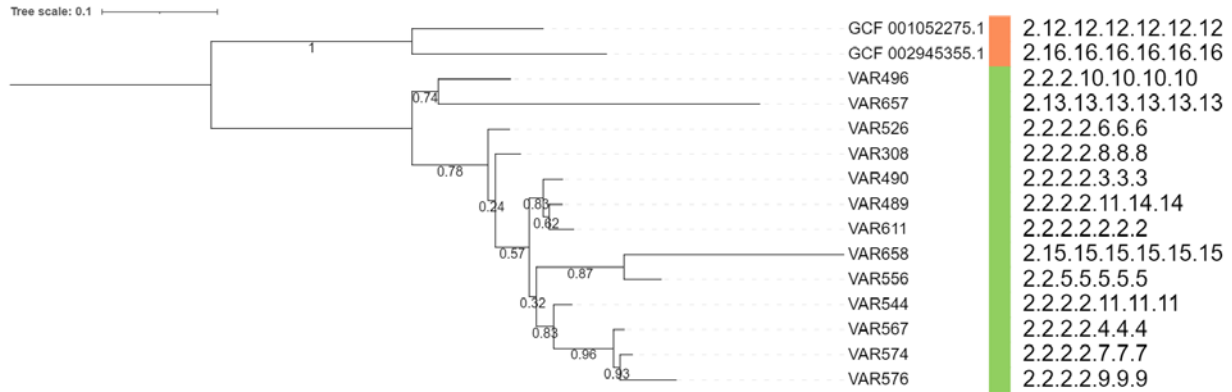 Tree scale: 0.1
GCF 001052275.1 2.12.12.12.12.12.12
1
GCF 002945355.1 2.16.16.16.16.16.16
VAR496 2.2.2.10.10.10.10
0.74
VAR657 2.13.13.13.13.13.13
VAR526 2.2.2.2.6.6.6
VAR308 2.2.2.2.8.8.8
0.78
VAR490 2.2.2.2.3.3.3
0.24
0.83
VAR489 2.2.2.2.11.14.14
0.62
VAR611 2.2.2.2.2.2.2
0.57
VAR658 2.15.15.15.15.15.15
0.87
VAR556 2.2.5.5.5.5.5
0.32
VAR544 2.2.2.2.11.11.11
0.83
VAR567 2.2.2.2.4.4.4
0.96
VAR574 2.2.2.2.7.7.7
0.93
VAR576 2.2.2.2.9.9.9